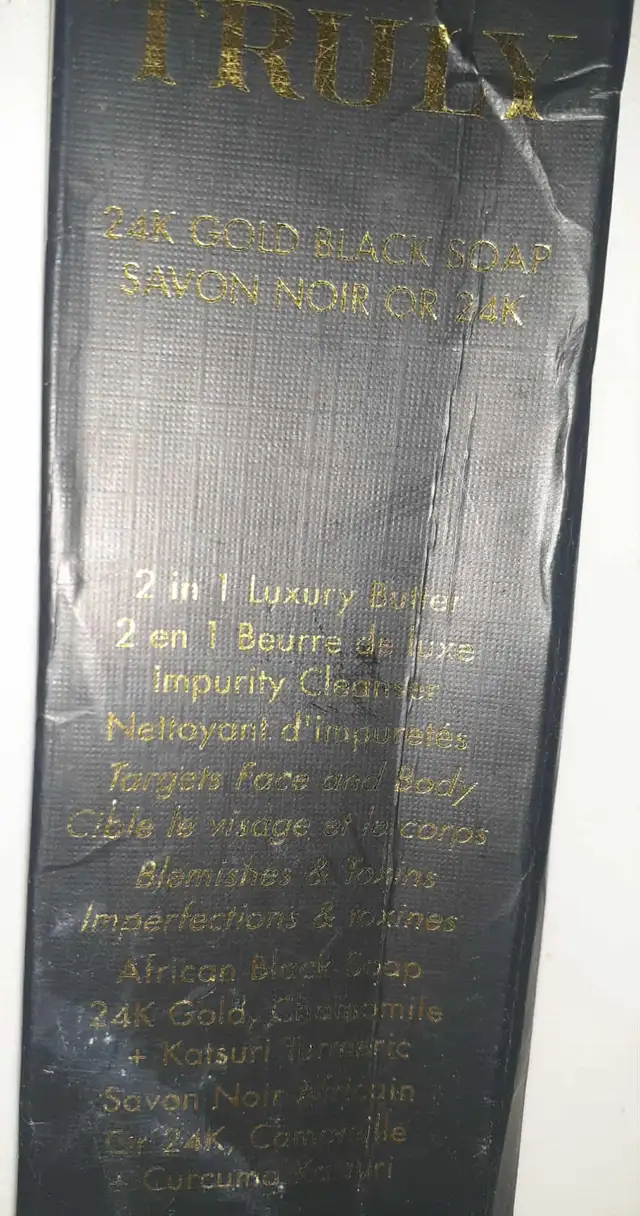 TRULY
24K GOLD BLACK SOAP
SAVON NOIR OR 24K
2 in 1 Luxury Butter
2 en 1 Beurre de luxe
Impurity Cleanser
Nettoyant d'impuretés
Targets Face and Body
Cible le visage et le corps
Blemishes & Toxins
Imperfections & toxines
African Black Soap
24K Gold, Chamomile
+ Katsuri Turmeric
Savon Noir Africain
Or 24K, Camomille
+ Curcuma Katsuri